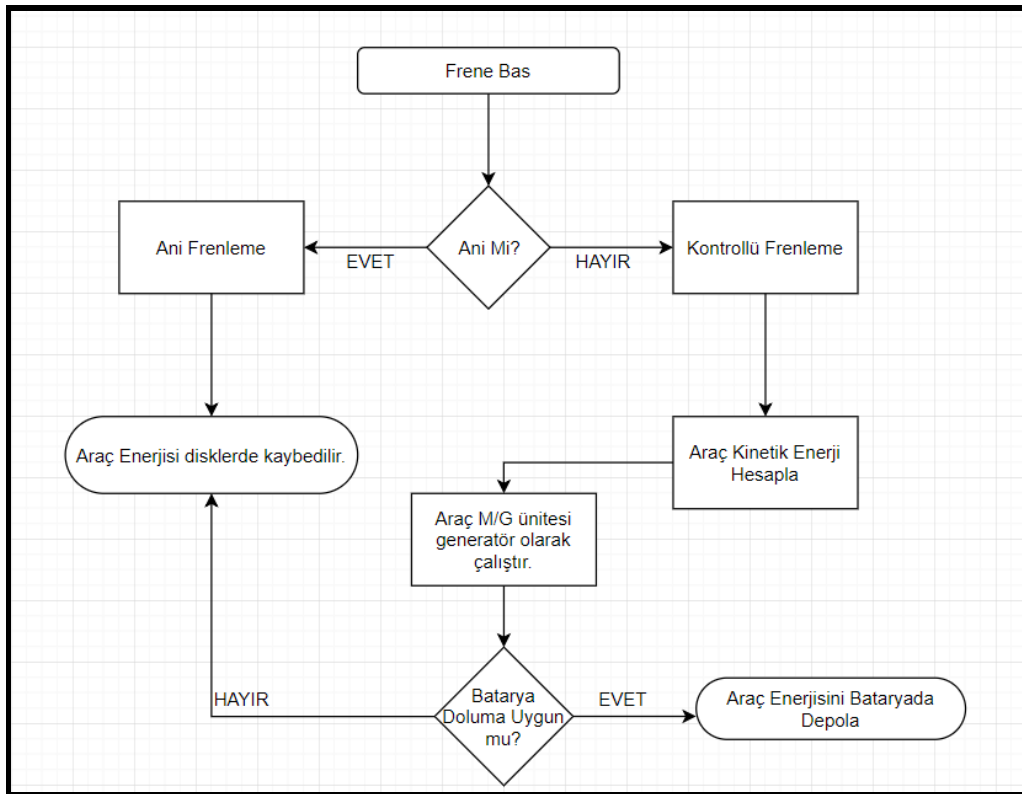 Frene Bas
Ani Frenleme
EVET
Ani Mi?
HAYIR
Kontrollü Frenleme
Araç Enerjisi disklerde kaybedilir.
Araç Kinetik Enerji
Hesapla
Araç M/G ünitesi
generatör olarak
çalıştır.
HAYIR
Batarya
Doluma Uygun
mu?
EVET
Araç Enerjisini Bataryada
Depola